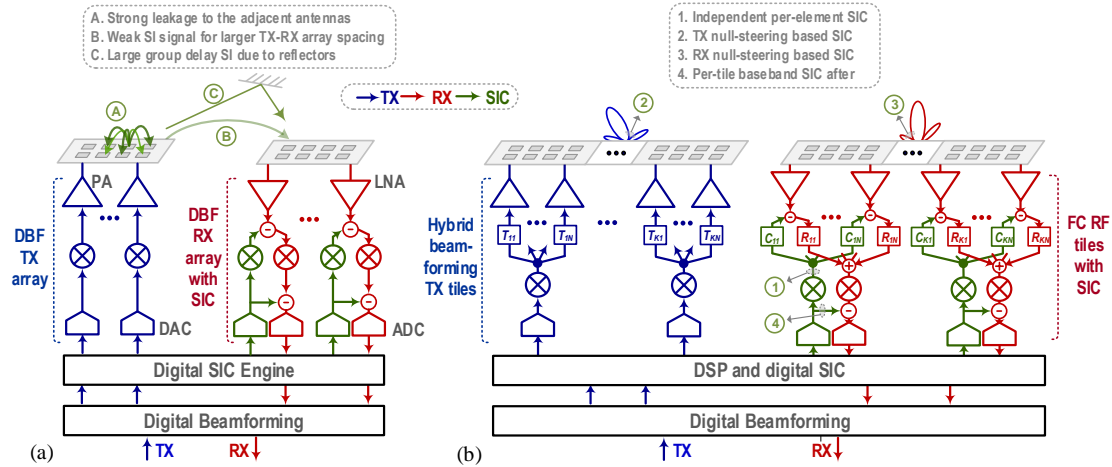 A. Strong leakage to the adjacent antennas
B. Weak SI signal for larger TX-RX array spacing
C. Large group delay SI due to reflectors
1. Independent per-element SIC
2. TX null-steering based SIC
3. RX null-steering based SIC
4. Per-tile baseband SIC after
TX RX SIC
A
B
C
2
3
PA
LNA
DBF
TX
array
DBF
RX
array
with
SIC
DAC
ADC
Digital SIC Engine
Digital Beamforming
(a)
TX
RX
Hybrid
beam-
forming
TX tiles
T11 T1N TK1 TKN
C11 R11 C1N R1N CK1 RK1 CKN RKN
1
4
FC RF
tiles
with
SIC
DSP and digital SIC
Digital Beamforming
(b)
TX
RX